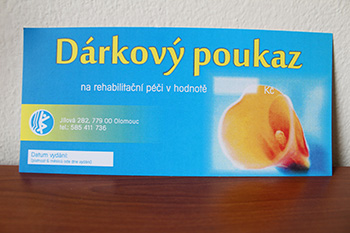 Dárkový poukaz
na rehabilitační péči v hodnotě Kč
Jílová 282, 779 00 Olomouc
tel.: 585 411 736
Datum vydání: